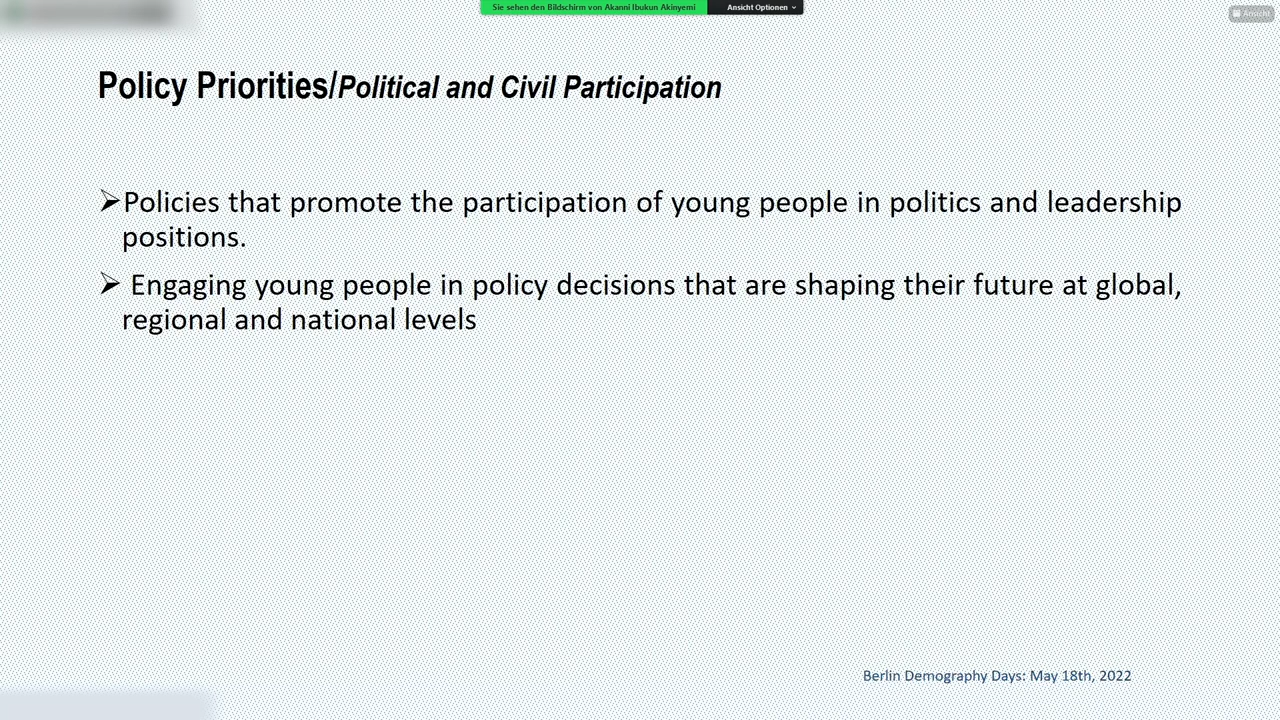 Sie sehen den Bildschirm von Akanni Ibukun Akinyemi Ansicht Optionen
Ansicht
Policy Priorities/Political and Civil Participation
➢Policies that promote the participation of young people in politics and leadership
positions.
➢ Engaging young people in policy decisions that are shaping their future at global,
regional and national levels
Berlin Demography Days: May 18th, 2022